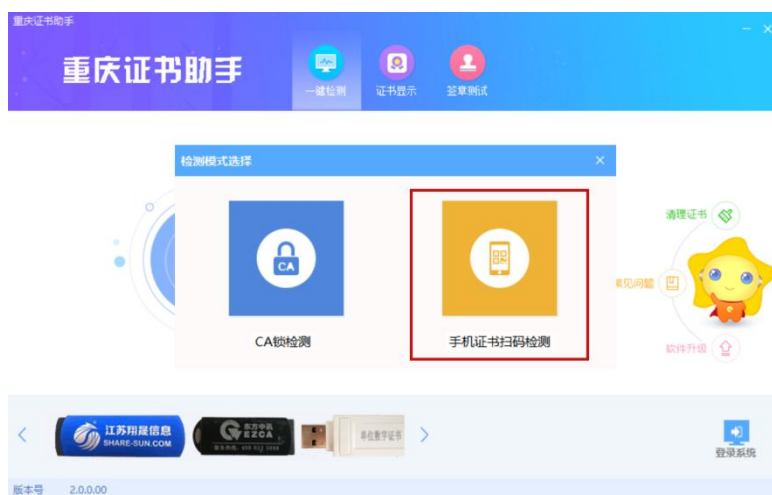 重庆证书助手
重庆证书助手
一键检测
证书显示
签章测试
检测模式选择
CA
CA锁检测
手机证书扫码检测
清理证书
常见问题
软件升级
江苏翔晟信息
SHARE-SUN.COM
东方中讯
EZCA
单位数字证书
登录系统
版本号 2.0.0.00